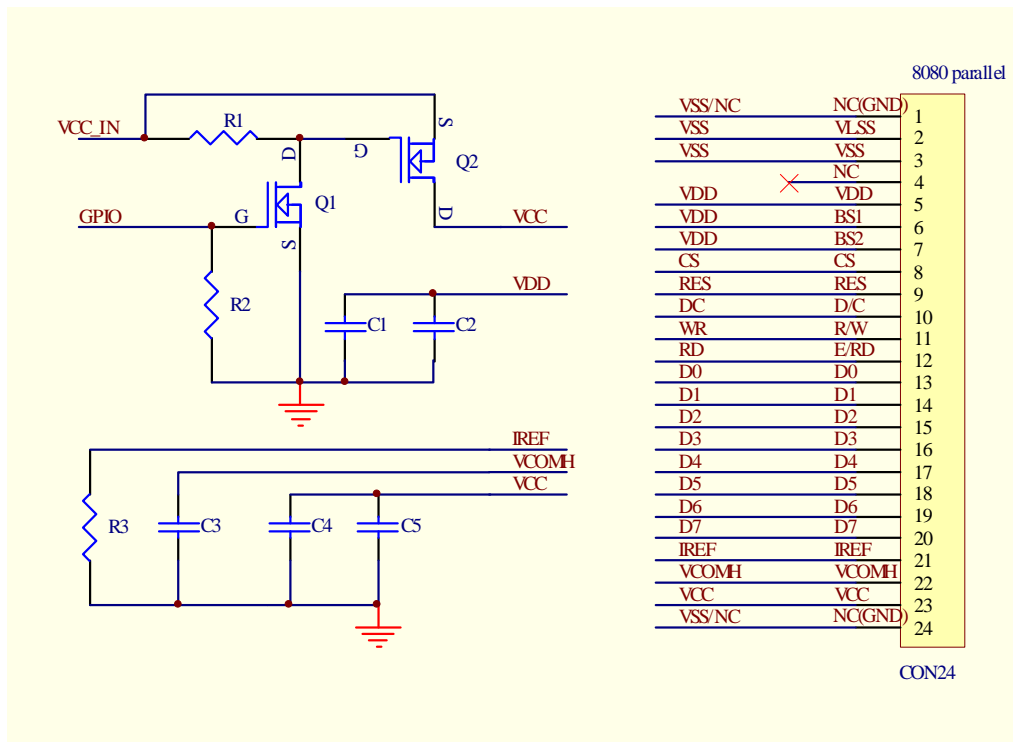 8080 parallel
VCC_IN
R1
D
G
S
Q2
D
VCC
GPIO
G
Q1
S
R2
VDD
C1
C2
IREF
VCOMH
VCC
R3
C3
C4
C5
VSS/NC NC(GND) 1
VSS VLSS 2
VSS VSS 3
NC 4
VDD VDD 5
VDD BS1 6
VDD BS2 7
CS CS 8
RES RES 9
DC D/C 10
WR R/W 11
RD E/RD 12
D0 D0 13
D1 D1 14
D2 D2 15
D3 D3 16
D4 D4 17
D5 D5 18
D6 D6 19
D7 D7 20
IREF IREF 21
VCOMH VCOMH 22
VCC VCC 23
VSS/NC NC(GND) 24
CON24